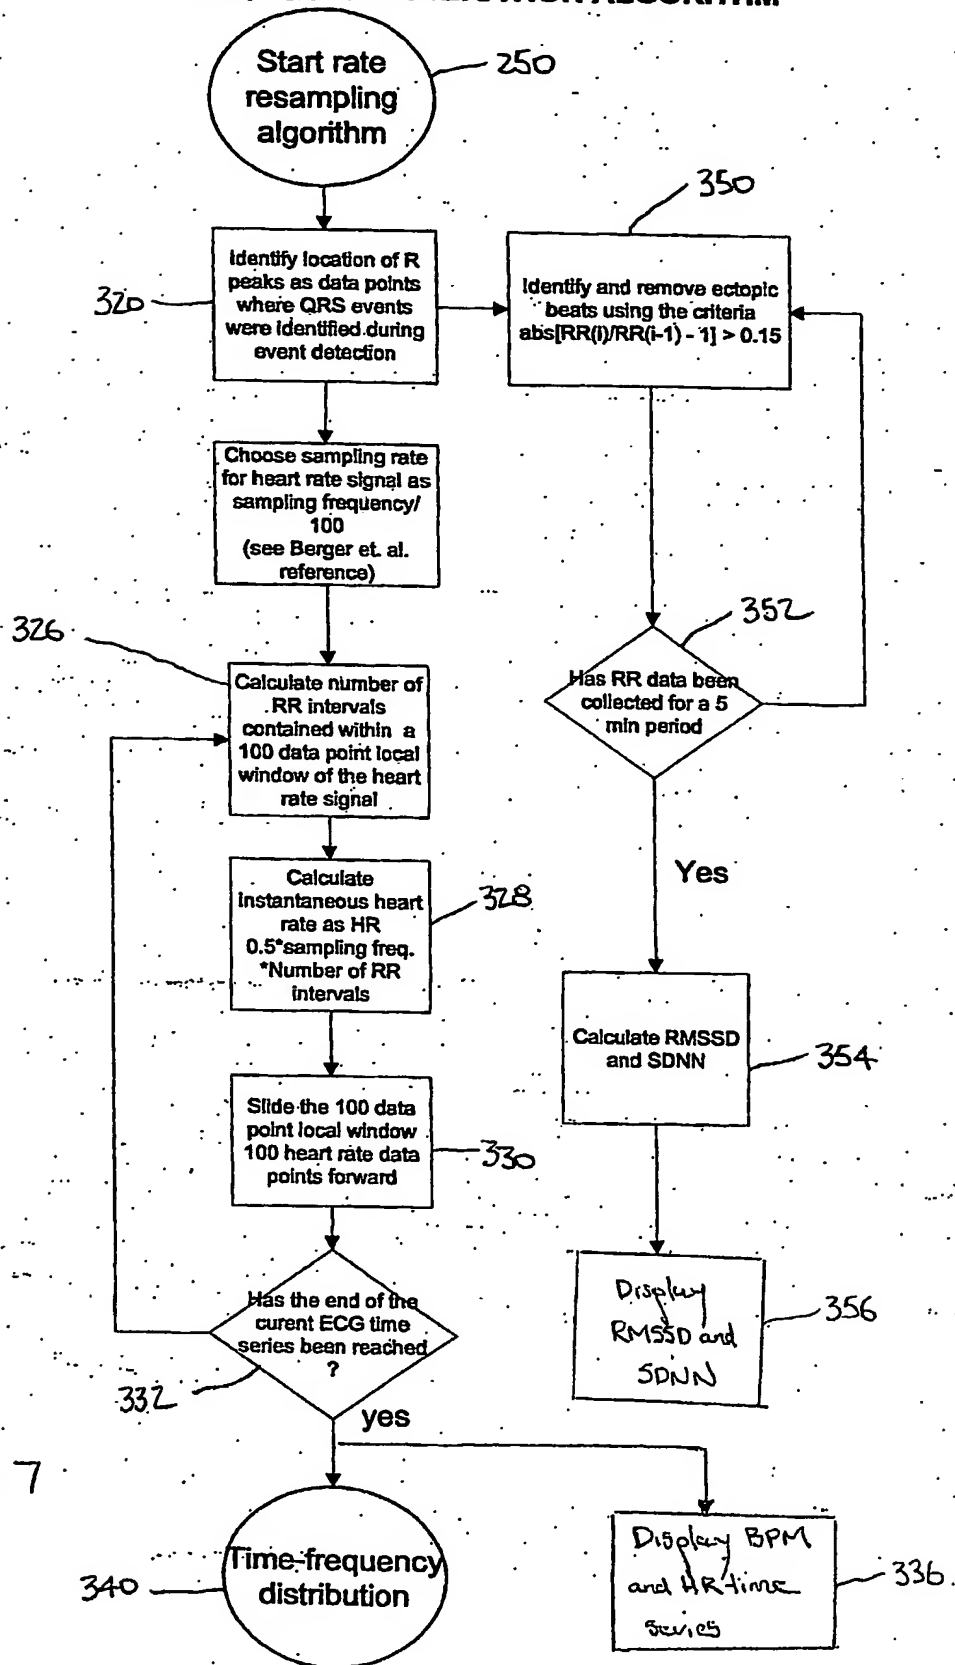 ALGORITHM
Start rate
resampling
algorithm
250
350
Identify location of R
peaks as data points
where QRS events
were identified during
event detection
320
Identify and remove ectopic
beats using the criteria
abs[RR(i)/RR(i-1) - 1] > 0.15
Choose sampling rate
for heart rate signal as
sampling frequency/
100
(see Berger et. al.
reference)
326
352
Calculate number of
RR intervals
contained within a
100 data point local
window of the heart
rate signal
Has RR data been
collected for a 5
min period
Yes
Calculate
instantaneous heart
rate as HR
0.5*sampling freq.
*Number of RR
intervals
328
Calculate RMSSD
and SDNN
354
Slide the 100 data
point local window
100 heart rate data
points forward
330
Has the end of the
curent ECG time
series been reached
?
332
yes
Display
RMSSD and
SDNN
356
7
Time-frequency
distribution
340
Display BPM
and HR time
series
336